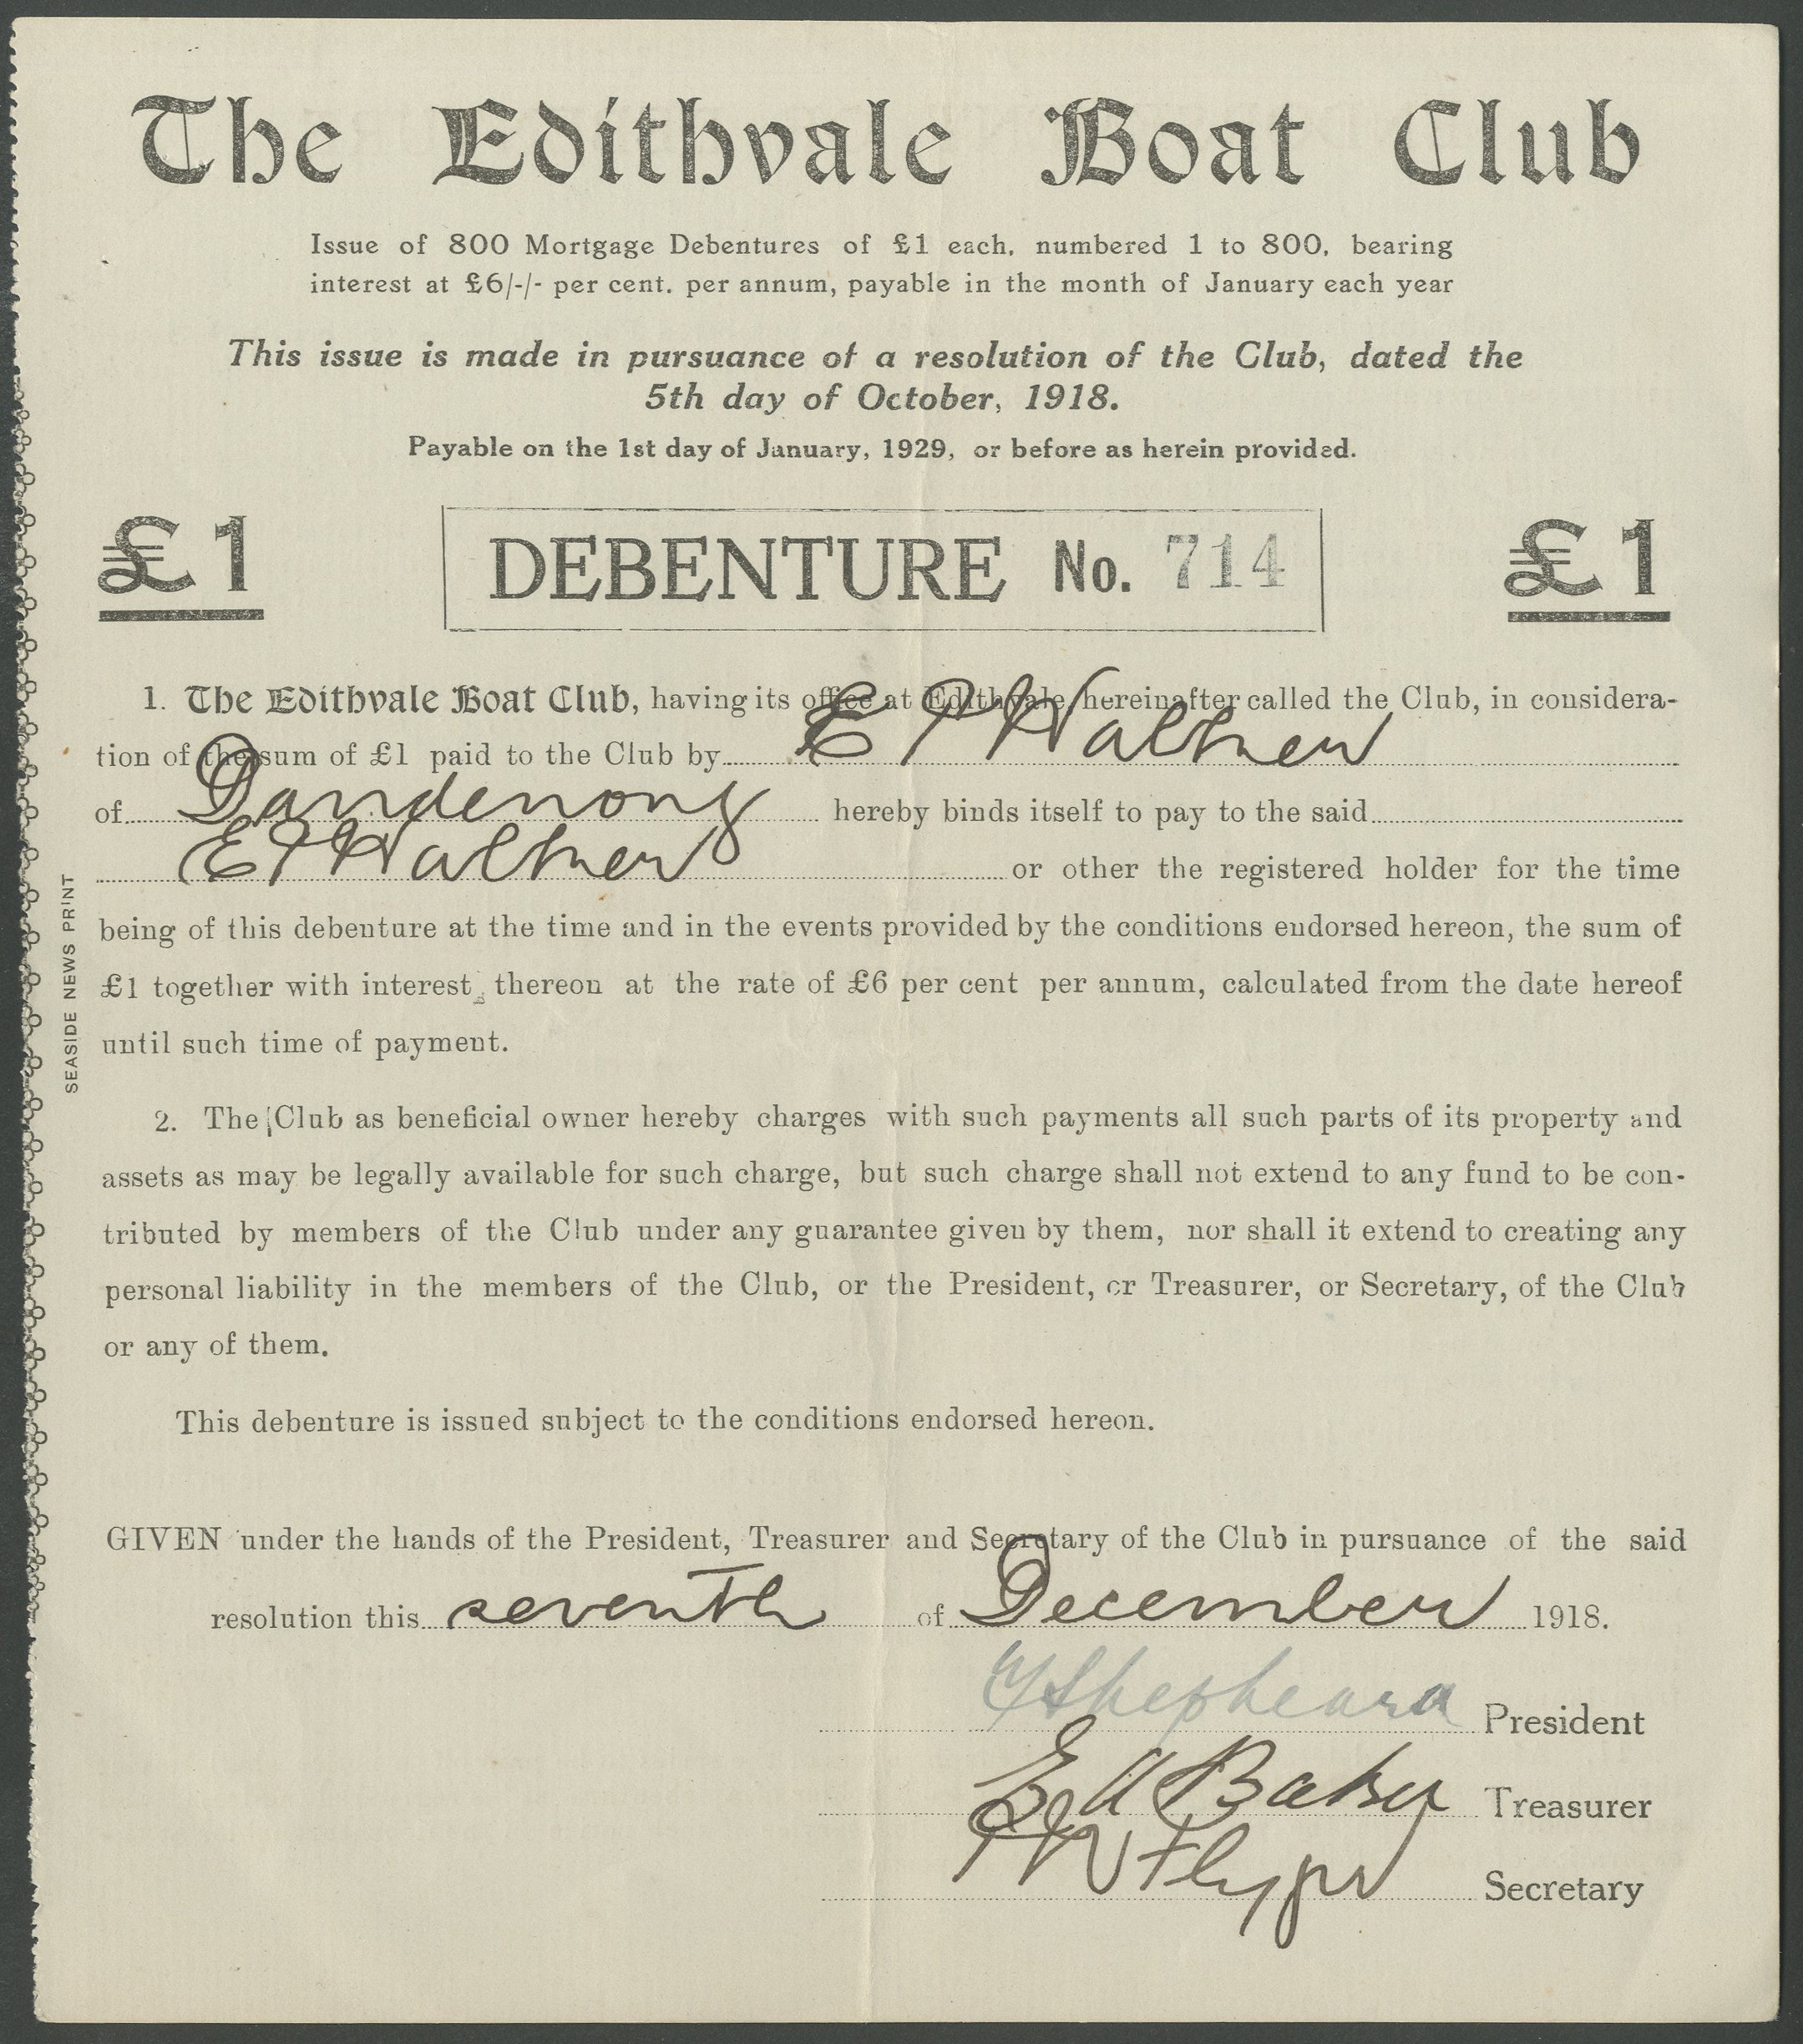 The Edithvale Boat Club
Issue of 800 Mortgage Debentures of £1 each, numbered 1 to 800, bearing
interest at £6/-/- per cent. per annum, payable in the month of January each year
This issue is made in pursuance of a resolution of the Club, dated the
5th day of October, 1918.
Payable on the 1st day of January, 1929, or before as herein provided.
£1 DEBENTURE No. 714 £1
1. The Edithvale Boat Club, having its office at Edithvale, hereinafter called the Club, in considera-
tion of the sum of £1 paid to the Club by E P
of Dandenong hereby binds itself to pay to the said
E P or other the registered holder for the time
being of this debenture at the time and in the events provided by the conditions endorsed hereon, the sum of
£1 together with interest thereon at the rate of £6 per cent per annum, calculated from the date hereof
until such time of payment.
2. The Club as beneficial owner hereby charges with such payments all such parts of its property and
assets as may be legally available for such charge, but such charge shall not extend to any fund to be con-
tributed by members of the Club under any guarantee given by them, nor shall it extend to creating any
personal liability in the members of the Club, or the President, or Treasurer, or Secretary, of the Club
or any of them.
This debenture is issued subject to the conditions endorsed hereon.
GIVEN under the hands of the President, Treasurer and Secretary of the Club in pursuance of the said
resolution this seventh of December 1918.
President
Baker Treasurer
Secretary
SEASIDE NEWS PRINT